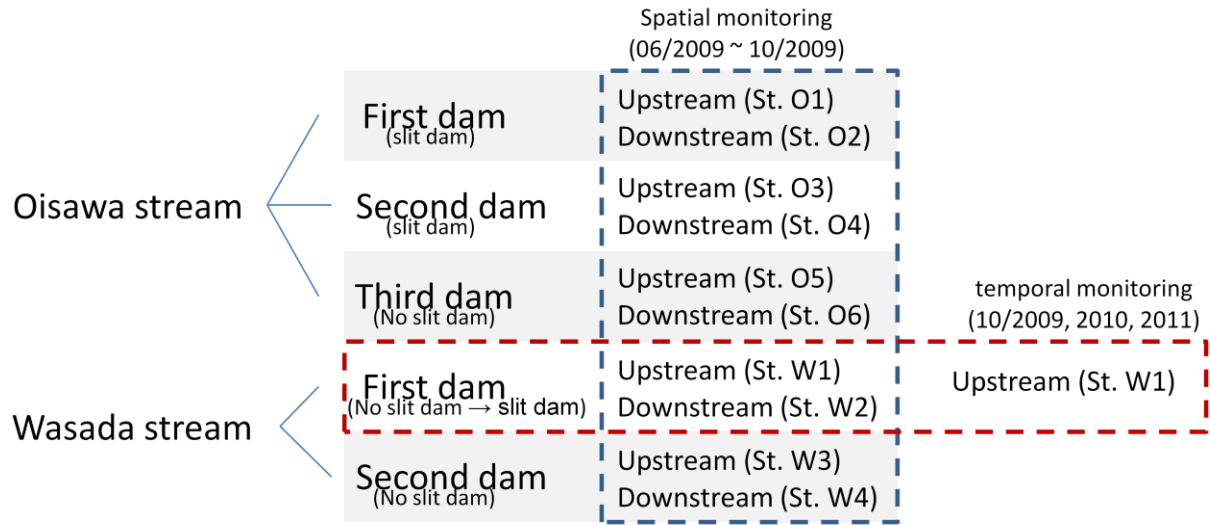 Spatial monitoring
(06/2009 ~ 10/2009)
First dam
(slit dam)
Upstream (St. O1)
Downstream (St. O2)
Oisawa stream
Second dam
(slit dam)
Upstream (St. O3)
Downstream (St. O4)
Third dam
(No slit dam)
Upstream (St. O5)
Downstream (St. O6)
temporal monitoring
(10/2009, 2010, 2011)
Wasada stream
First dam
(No slit dam → slit dam)
Upstream (St. W1)
Downstream (St. W2)
Upstream (St. W1)
Second dam
(No slit dam)
Upstream (St. W3)
Downstream (St. W4)